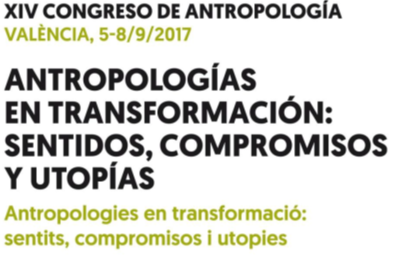 XIV CONGRESO DE ANTROPOLOGÍA
VALÈNCIA, 5-8/9/2017
ANTROPOLOGÍAS
EN TRANSFORMACIÓN:
SENTIDOS, COMPROMISOS
Y UTOPÍAS
Antropologies en transformació:
sentits, compromisos i utopies